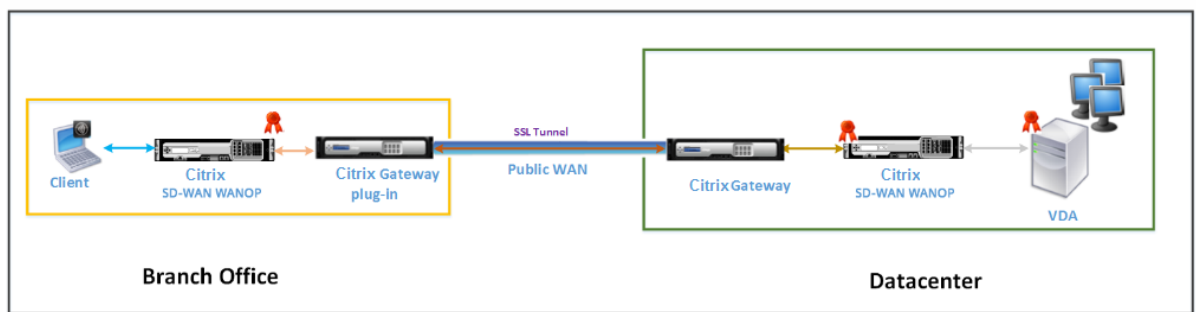 SSL Tunnel
Public WAN
Client
Citrix
SD-WAN WANOP
Citrix Gateway
plug-in
Citrix Gateway
Citrix
SD-WAN WANOP
VDA
Branch Office
Datacenter